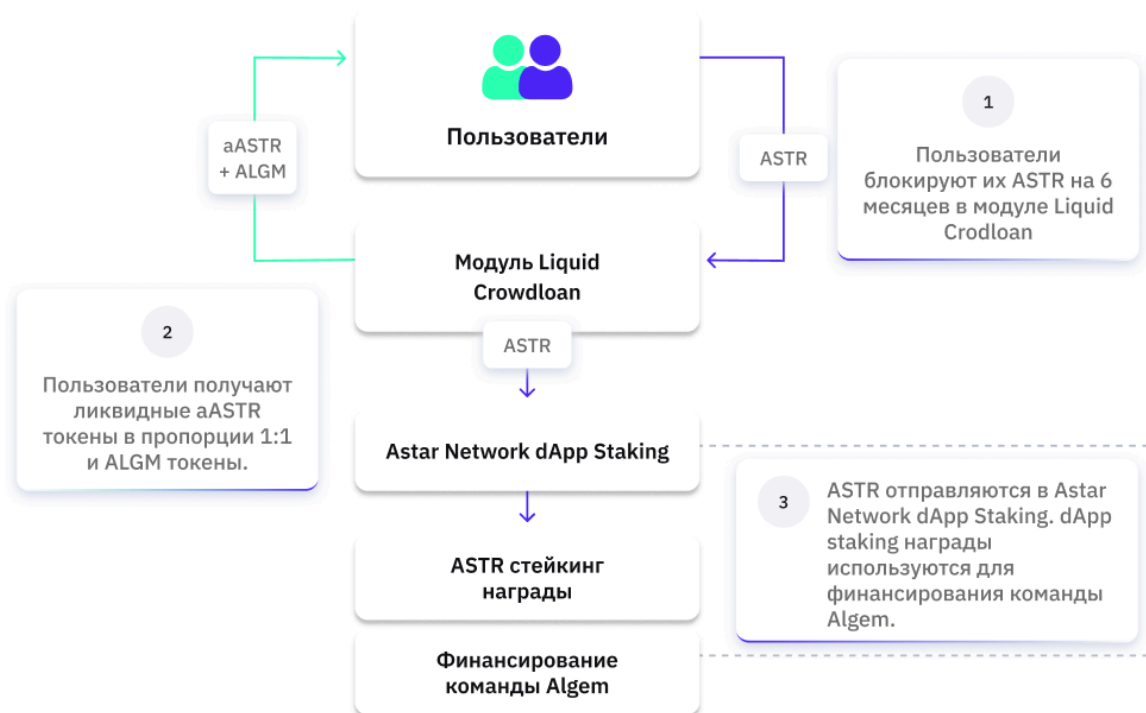 Пользователи
aASTR
+ ALGM
ASTR
1
Пользователи
блокируют их ASTR на 6
месяцев в модуле Liquid
Crodloan
Модуль Liquid
Crowdloan
ASTR
2
Пользователи получают
ликвидные aASTR
токены в пропорции 1:1
и ALGM токены.
Astar Network dApp Staking
3
ASTR отправляются в Astar
Network dApp Staking. dApp
staking награды
используются для
финансирования команды
Algem.
ASTR стейкинг
награды
Финансирование
команды Algem